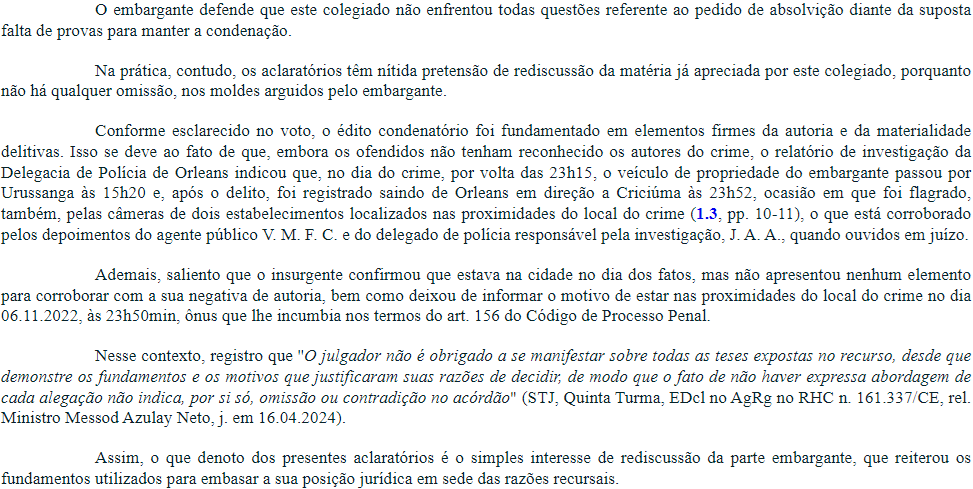 O embargante defende que este colegiado não enfrentou todas questões referente ao pedido de absolvição diante da suposta
falta de provas para manter a condenação.
Na prática, contudo, os aclaratórios têm nítida pretensão de rediscussão da matéria já apreciada por este colegiado, porquanto
não há qualquer omissão, nos moldes arguidos pelo embargante.
Conforme esclarecido no voto, o édito condenatório foi fundamentado em elementos firmes da autoria e da materialidade
delitivas. Isso se deve ao fato de que, embora os ofendidos não tenham reconhecido os autores do crime, o relatório de investigação da
Delegacia de Polícia de Orleans indicou que, no dia do crime, por volta das 23h15, o veículo de propriedade do embargante passou por
Urussanga às 15h20 e, após o delito, foi registrado saindo de Orleans em direção a Criciúma às 23h52, ocasião em que foi flagrado,
também, pelas câmeras de dois estabelecimentos localizados nas proximidades do local do crime (1.3, pp. 10-11), o que está corroborado
pelos depoimentos do agente público V. M. F. C. e do delegado de polícia responsável pela investigação, J. A. A., quando ouvidos em juízo.
Ademais, saliento que o insurgente confirmou que estava na cidade no dia dos fatos, mas não apresentou nenhum elemento
para corroborar com a sua negativa de autoria, bem como deixou de informar o motivo de estar nas proximidades do local do crime no dia
06.11.2022, às 23h50min, ônus que lhe incumbia nos termos do art. 156 do Código de Processo Penal.
Nesse contexto, registro que "O julgador não é obrigado a se manifestar sobre todas as teses expostas no recurso, desde que
demonstre os fundamentos e os motivos que justificaram suas razões de decidir, de modo que o fato de não haver expressa abordagem de
cada alegação não indica, por si só, omissão ou contradição no acórdão" (STJ, Quinta Turma, EDcl no AgRg no RHC n. 161.337/CE, rel.
Ministro Messod Azulay Neto, j. em 16.04.2024).
Assim, o que denoto dos presentes aclaratórios é o simples interesse de rediscussão da parte embargante, que reiterou os
fundamentos utilizados para embasar a sua posição jurídica em sede das razões recursais.